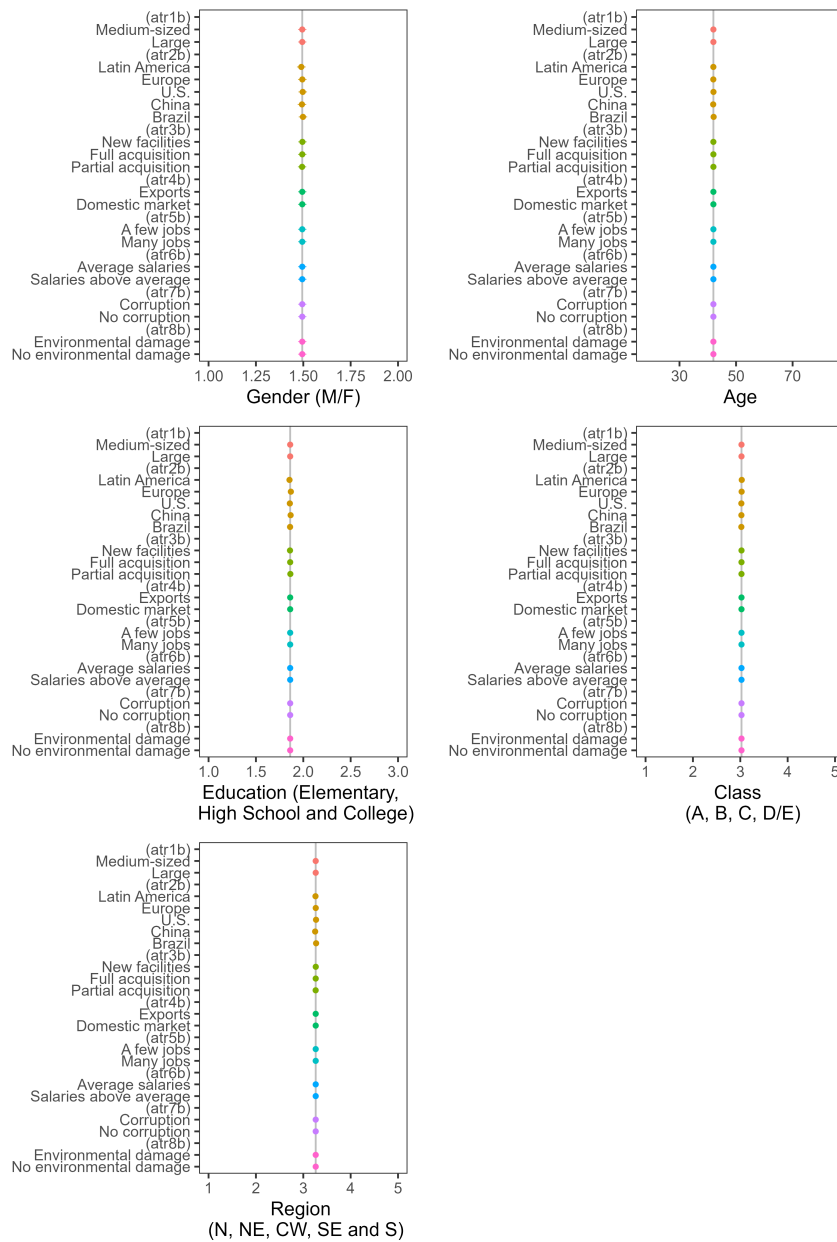 (atr1b)
Medium-sized
Large
(atr2b)
Latin America
Europe
U.S.
China
Brazil
(atr3b)
New facilities
Full acquisition
Partial acquisition
(atr4b)
Exports
Domestic market
(atr5b)
A few jobs
Many jobs
(atr6b)
Average salaries
Salaries above average
(atr7b)
Corruption
No corruption
(atr8b)
Environmental damage
No environmental damage
1.00 1.25 1.50 1.75 2.00
Gender (M/F)
(atr1b)
Medium-sized
Large
(atr2b)
Latin America
Europe
U.S.
China
Brazil
(atr3b)
New facilities
Full acquisition
Partial acquisition
(atr4b)
Exports
Domestic market
(atr5b)
A few jobs
Many jobs
(atr6b)
Average salaries
Salaries above average
(atr7b)
Corruption
No corruption
(atr8b)
Environmental damage
No environmental damage
30 50 70
Age
(atr1b)
Medium-sized
Large
(atr2b)
Latin America
Europe
U.S.
China
Brazil
(atr3b)
New facilities
Full acquisition
Partial acquisition
(atr4b)
Exports
Domestic market
(atr5b)
A few jobs
Many jobs
(atr6b)
Average salaries
Salaries above average
(atr7b)
Corruption
No corruption
(atr8b)
Environmental damage
No environmental damage
1.0 1.5 2.0 2.5 3.0
Education (Elementary,
High School and College)
(atr1b)
Medium-sized
Large
(atr2b)
Latin America
Europe
U.S.
China
Brazil
(atr3b)
New facilities
Full acquisition
Partial acquisition
(atr4b)
Exports
Domestic market
(atr5b)
A few jobs
Many jobs
(atr6b)
Average salaries
Salaries above average
(atr7b)
Corruption
No corruption
(atr8b)
Environmental damage
No environmental damage
1 2 3 4 5
Class
(A, B, C, D/E)
(atr1b)
Medium-sized
Large
(atr2b)
Latin America
Europe
U.S.
China
Brazil
(atr3b)
New facilities
Full acquisition
Partial acquisition
(atr4b)
Exports
Domestic market
(atr5b)
A few jobs
Many jobs
(atr6b)
Average salaries
Salaries above average
(atr7b)
Corruption
No corruption
(atr8b)
Environmental damage
No environmental damage
1 2 3 4 5
Region
(N, NE, CW, SE and S)